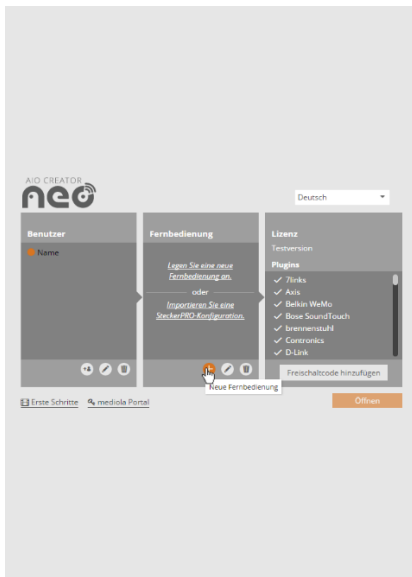 AIO CREATOR
neo
Deutsch
Benutzer
Name
Fernbedienung
Legen Sie eine neue
Fernbedienung an.
oder
Importieren Sie eine
SteckerPRO-Konfiguration.
Neue Fernbedienung
Lizenz
Testversion
Plugins
7links
Axis
Belkin WeMo
Bose SoundTouch
brennenstuhl
Contronics
D-Link
Freischaltcode hinzufügen
Erste Schritte
mediola Portal
Öffnen